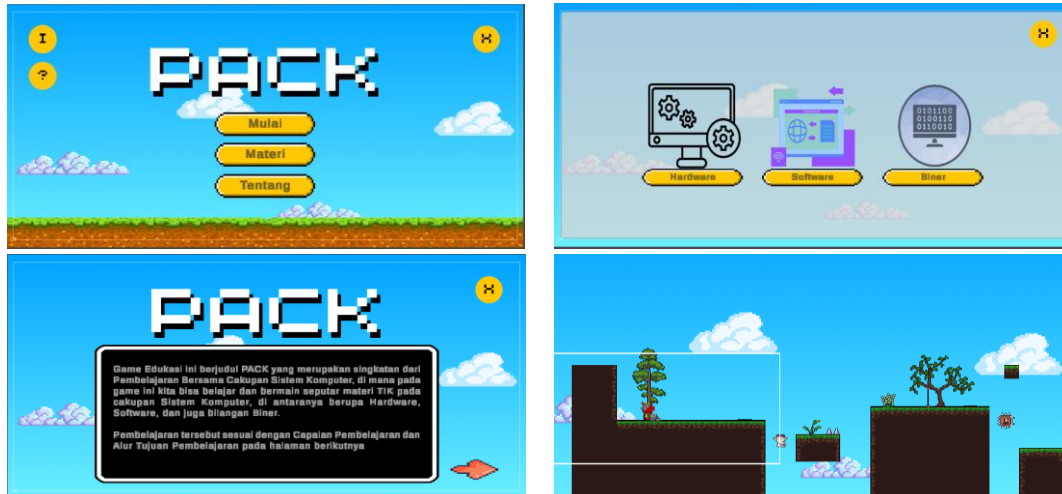 I
X
PACK
?
Mulai
Materi
Tentang
X
0101100
0100110
0110010
Hardware
Software
Biner
X
PACK
Game Edukasi ini berjudul PACK yang merupakan singkatan dari
Pembelajaran Bersama Cakupan Sistem Komputer, di mana pada
game ini kita bisa belajar dan bermain seputar materi TIK pada
cakupan Sistem Komputer, di antaranya berupa Hardware,
Software, dan juga bilangan Biner.
Pembelajaran tersebut sesuai dengan Capaian Pembelajaran dan
Alur Tujuan Pembelajaran pada halaman berikutnya